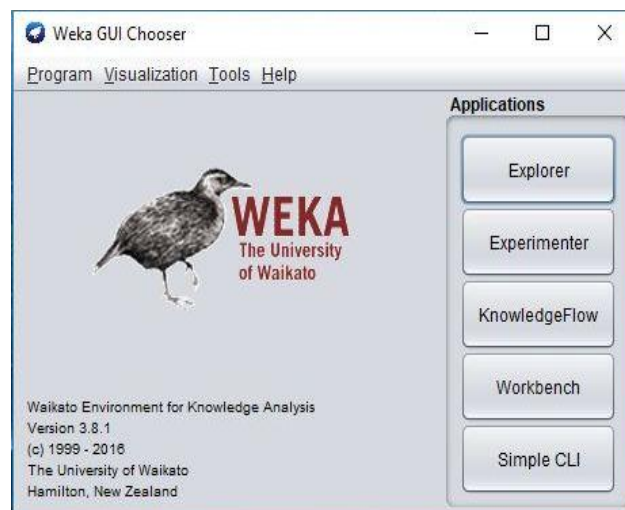 Weka GUI Chooser
Program Visualization Tools Help
Applications
Explorer
Experimenter
KnowledgeFlow
Workbench
Simple CLI
WEKA
The University
of Waikato
Waikato Environment for Knowledge Analysis
Version 3.8.1
(c) 1999 - 2016
The University of Waikato
Hamilton, New Zealand